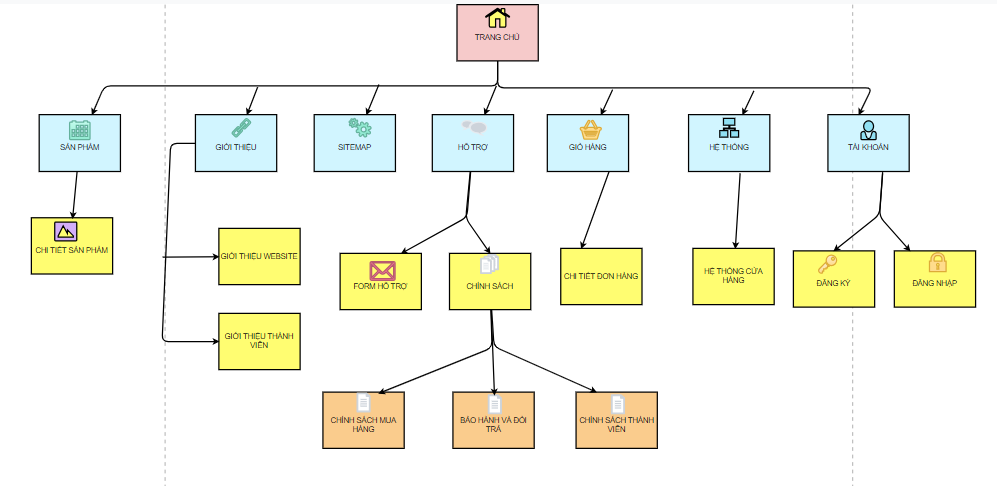 TRANG CHỦ
SẢN PHẨM
GIỚI THIỆU
SITEMAP
HỖ TRỢ
GIỎ HÀNG
HỆ THỐNG
TÀI KHOẢN
CHI TIẾT SẢN PHẨM
GIỚI THIỆU WEBSITE
FORM HỖ TRỢ
CHÍNH SÁCH
CHI TIẾT ĐƠN HÀNG
HỆ THỐNG CỬA
HÀNG
ĐĂNG KÝ
ĐĂNG NHẬP
GIỚI THIỆU THÀNH
VIÊN
CHÍNH SÁCH MUA
HÀNG
BẢO HÀNH VÀ ĐỔI
TRẢ
CHÍNH SÁCH THÀNH
VIÊN